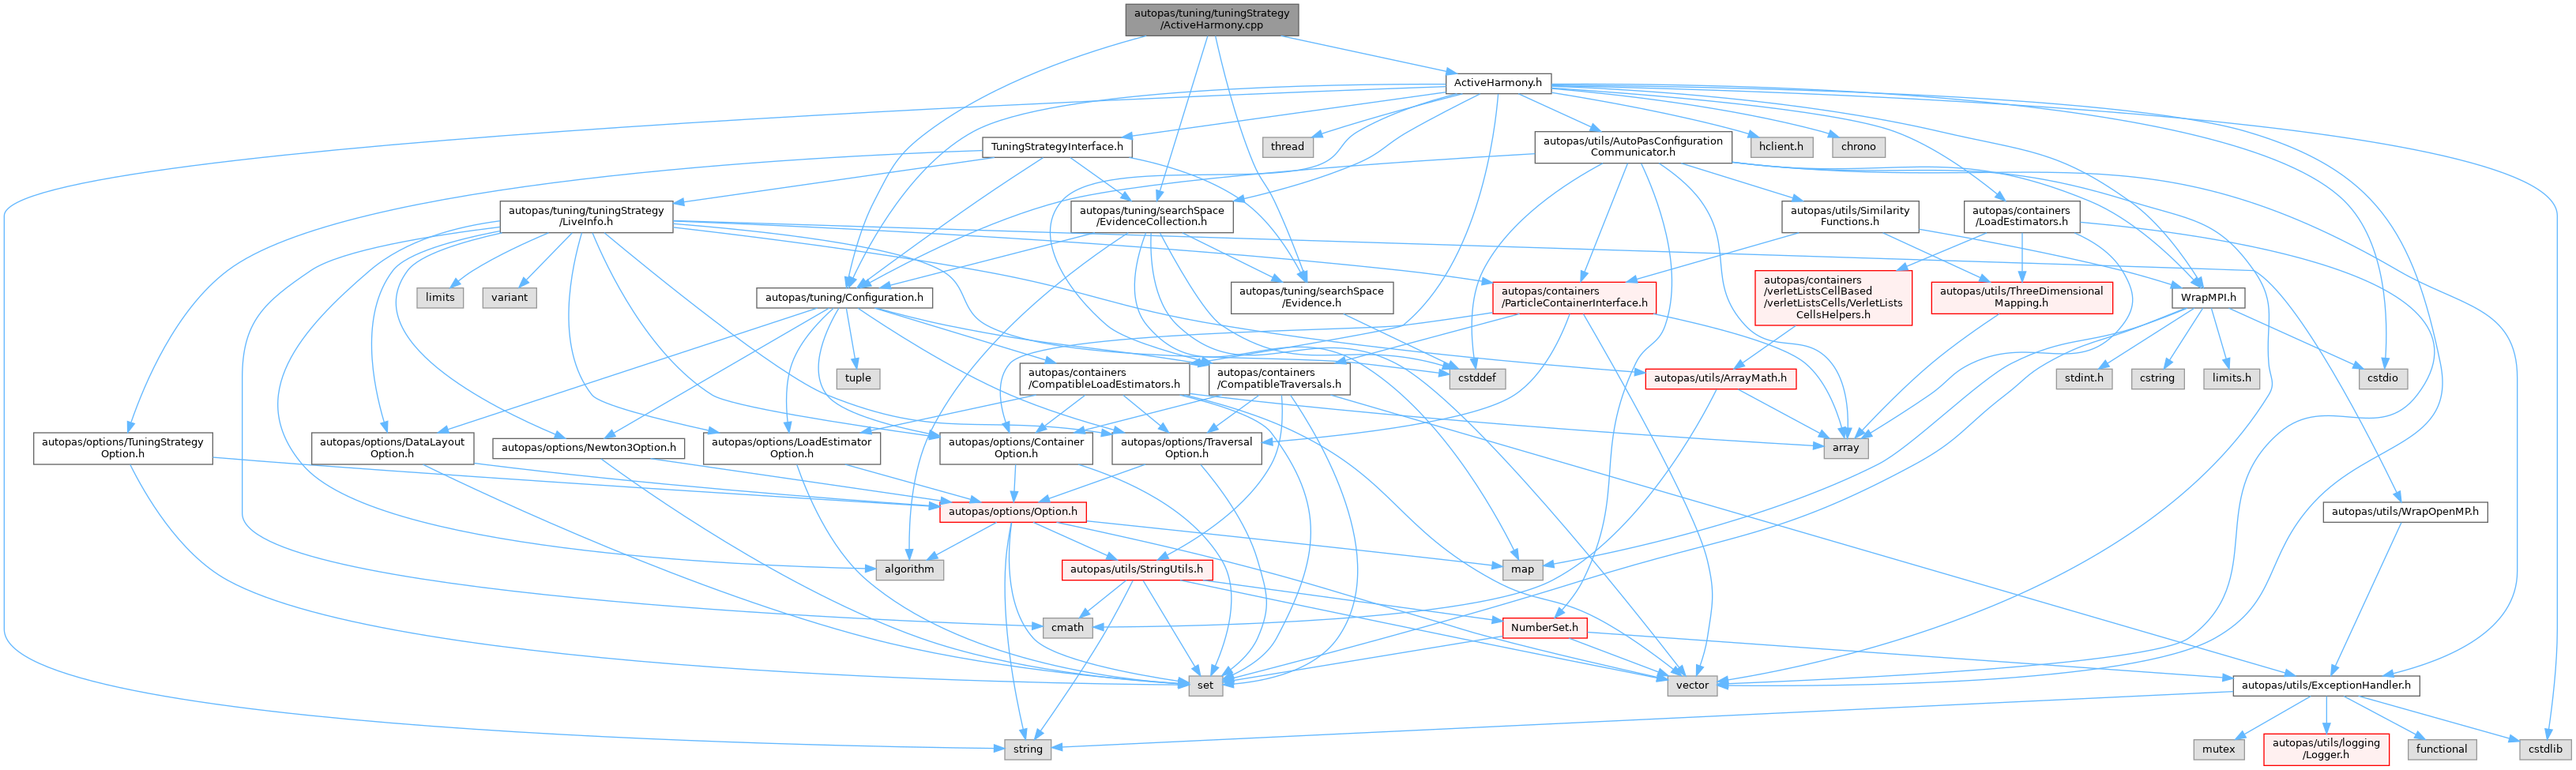 autopas/tuning/tuningStrategy
/ActiveHarmony.cpp
ActiveHarmony.h
TuningStrategyInterface.h
thread
autopas/utils/AutoPasConfiguration
Communicator.h
hclient.h
chrono
autopas/tuning/tuningStrategy
/LiveInfo.h
autopas/tuning/searchSpace
/EvidenceCollection.h
autopas/utils/Similarity
Functions.h
autopas/containers
/LoadEstimators.h
limits
variant
autopas/tuning/Configuration.h
autopas/tuning/searchSpace
/Evidence.h
autopas/containers
/ParticleContainerInterface.h
autopas/containers
/verletListsCellBased
/verletListsCells/VerletLists
CellsHelpers.h
autopas/utils/ThreeDimensional
Mapping.h
WrapMPI.h
tuple
autopas/containers
/CompatibleLoadEstimators.h
autopas/containers
/CompatibleTraversals.h
cstddef
autopas/utils/ArrayMath.h
stdint.h
cstring
limits.h
cstdio
autopas/options/TuningStrategy
Option.h
autopas/options/DataLayout
Option.h
autopas/options/Newton3Option.h
autopas/options/LoadEstimator
Option.h
autopas/options/Container
Option.h
autopas/options/Traversal
Option.h
array
autopas/options/Option.h
autopas/utils/WrapOpenMP.h
algorithm
autopas/utils/StringUtils.h
map
cmath
NumberSet.h
set
vector
autopas/utils/ExceptionHandler.h
string
mutex
autopas/utils/logging
/Logger.h
functional
cstdlib